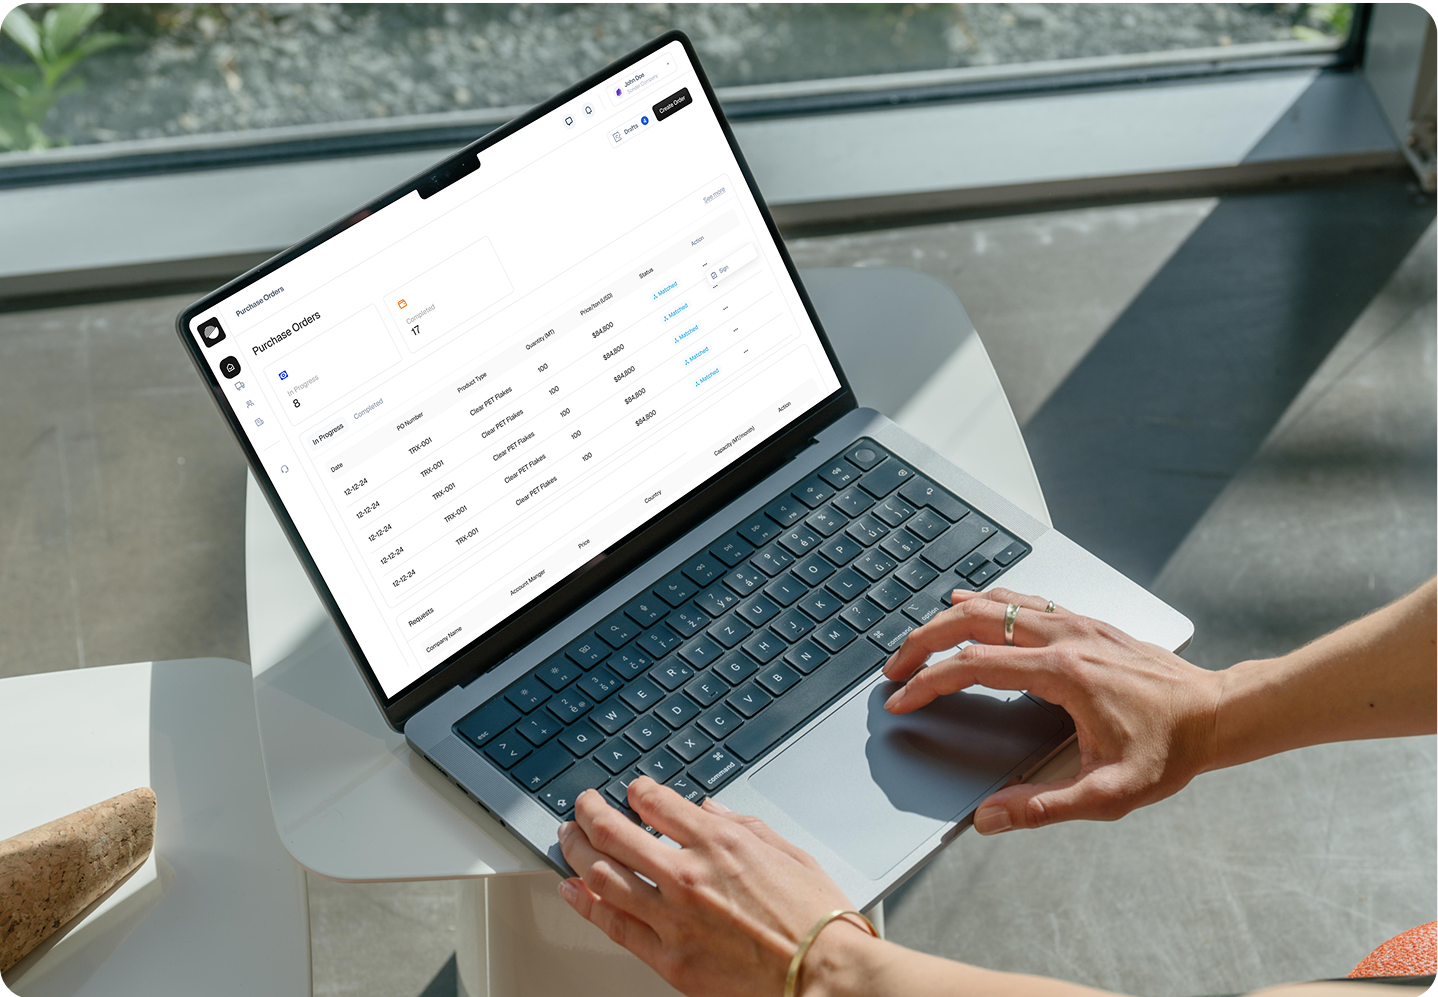 Purchase Orders
John Doe
Sundai Company
Purchase Orders
Drafts 4
Create Order
In Progress
8
Completed
17
See more
In Progress Completed
Date PO Number Product Type Quantity (MT) Price/ton (USD) Status Action
12-12-24 TRX-001 Clear PET Flakes 100 $84,800 Matched ...
Sign
12-12-24 TRX-001 Clear PET Flakes 100 $84,800 Matched ...
12-12-24 TRX-001 Clear PET Flakes 100 $84,800 Matched ...
12-12-24 TRX-001 Clear PET Flakes 100 $84,800 Matched ...
12-12-24 TRX-001 Clear PET Flakes 100 $84,800 Matched ...
Requests
Company Name Account Manger Price Country Capacity (MT/month) Action
esc
Q W E R T Z U I O P
A S D F G H J K L
Y X C V B N M
command
command
option